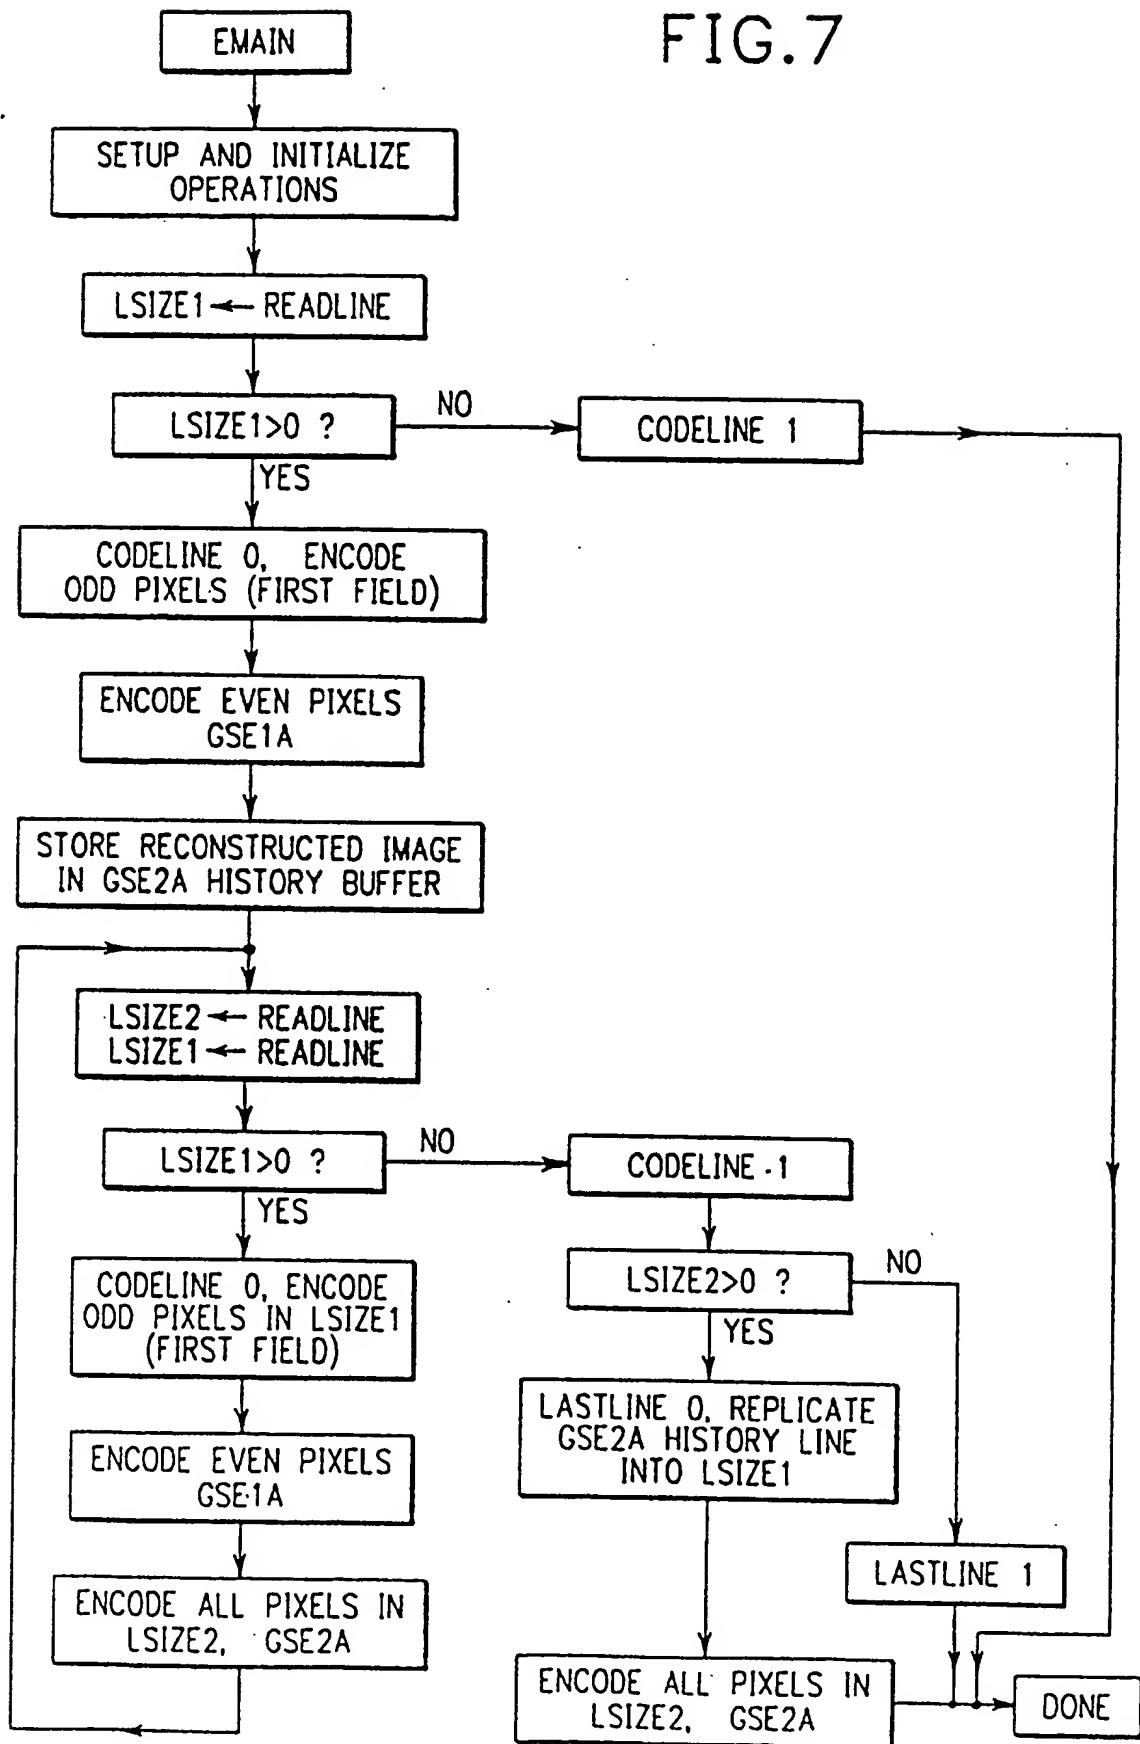 FIG.7
EMAIN
SETUP AND INITIALIZE
OPERATIONS
LSIZE1 ← READLINE
LSIZE1>0 ?
NO
CODELINE 1
YES
CODELINE 0, ENCODE
ODD PIXELS (FIRST FIELD)
ENCODE EVEN PIXELS
GSE1A
STORE RECONSTRUCTED IMAGE
IN GSE2A HISTORY BUFFER
LSIZE2 ← READLINE
LSIZE1 ← READLINE
LSIZE1>0 ?
NO
CODELINE 1
YES
LSIZE2>0 ?
NO
CODELINE 0, ENCODE
ODD PIXELS IN LSIZE1
(FIRST FIELD)
YES
LASTLINE 0, REPLICATE
GSE2A HISTORY LINE
INTO LSIZE1
ENCODE EVEN PIXELS
GSE1A
LASTLINE 1
ENCODE ALL PIXELS IN
LSIZE2, GSE2A
ENCODE ALL PIXELS IN
LSIZE2, GSE2A
DONE